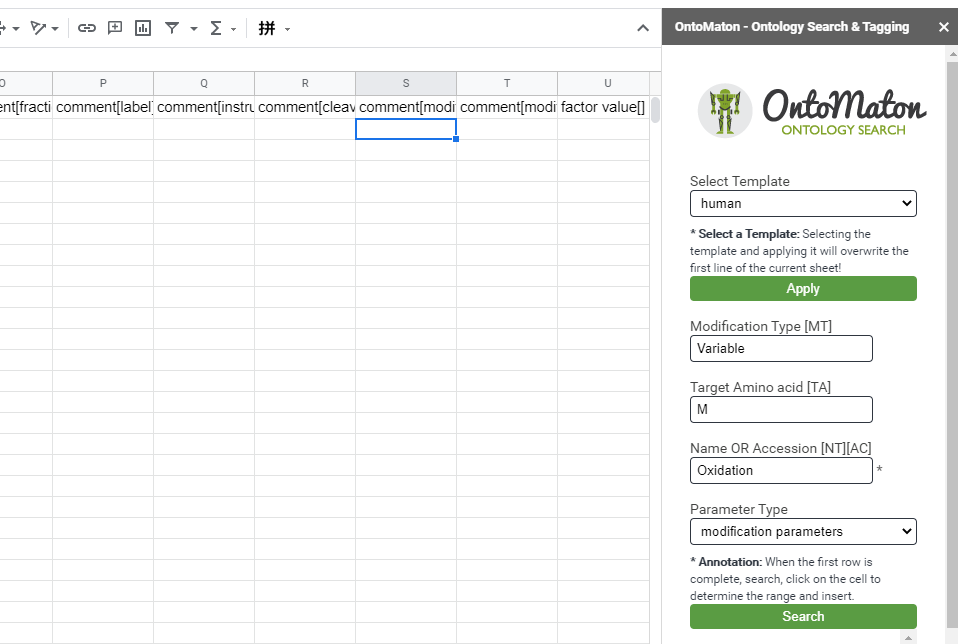 OntoMaton - Ontology Search & Tagging
拼
O P Q R S T U
ent[fracti comment[label] comment[instru comment[cleav comment[modi comment[modi factor value[]
OntoMaton
ONTOLOGY SEARCH
Select Template
human
* Select a Template: Selecting the
template and applying it will overwrite the
first line of the current sheet!
Apply
Modification Type [MT]
Variable
Target Amino acid [TA]
M
Name OR Accession [NT][AC]
Oxidation
*
Parameter Type
modification parameters
* Annotation: When the first row is
complete, search, click on the cell to
determine the range and insert.
Search